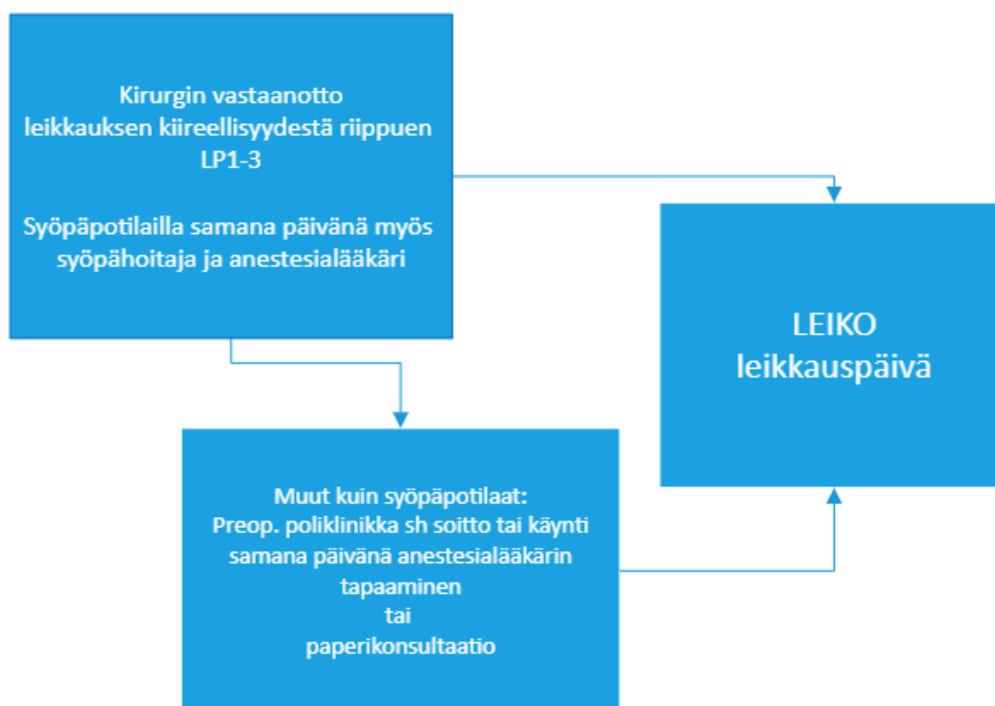 Kirurgin vastaanotto
leikkauksen kiireellisyydestä riippuen
LP1-3
Syöpäpotilailla samana päivänä myös
syöpähoitaja ja anestesialääkäri
LEIKO
leikkauspäivä
Muut kuin syöpäpotilaat:
Preop. poliklinikka sh soitto tai käynti
samana päivänä anestesialääkärin
tapaaminen
tai
paperikonsultaatio